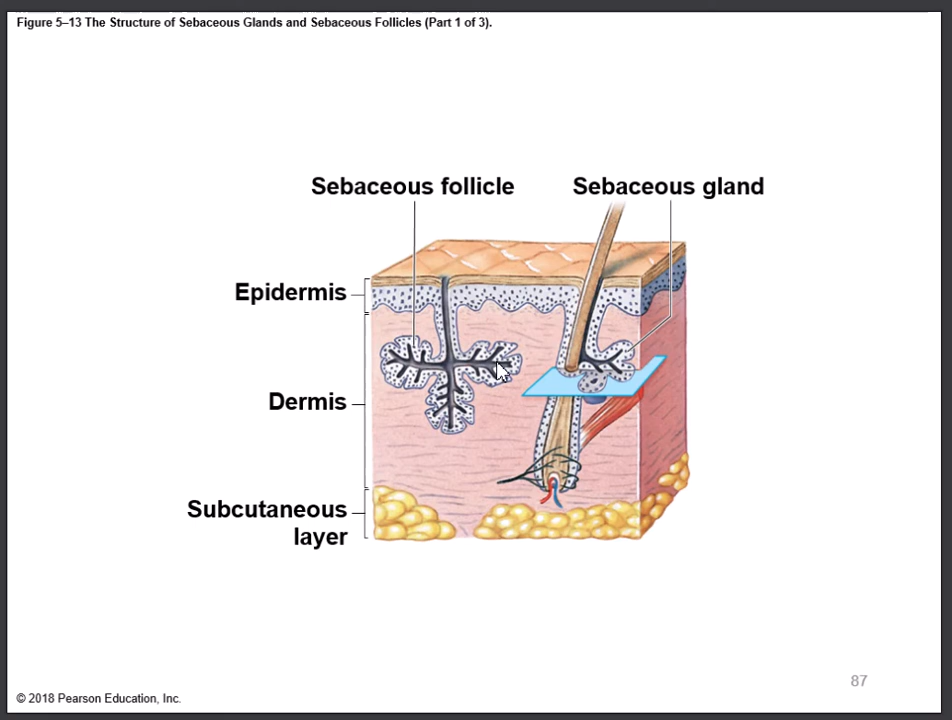 Figure 5–13 The Structure of Sebaceous Glands and Sebaceous Follicles (Part 1 of 3).
Sebaceous follicle
Sebaceous gland
Epidermis
Dermis
Subcutaneous
layer
87
© 2018 Pearson Education, Inc.